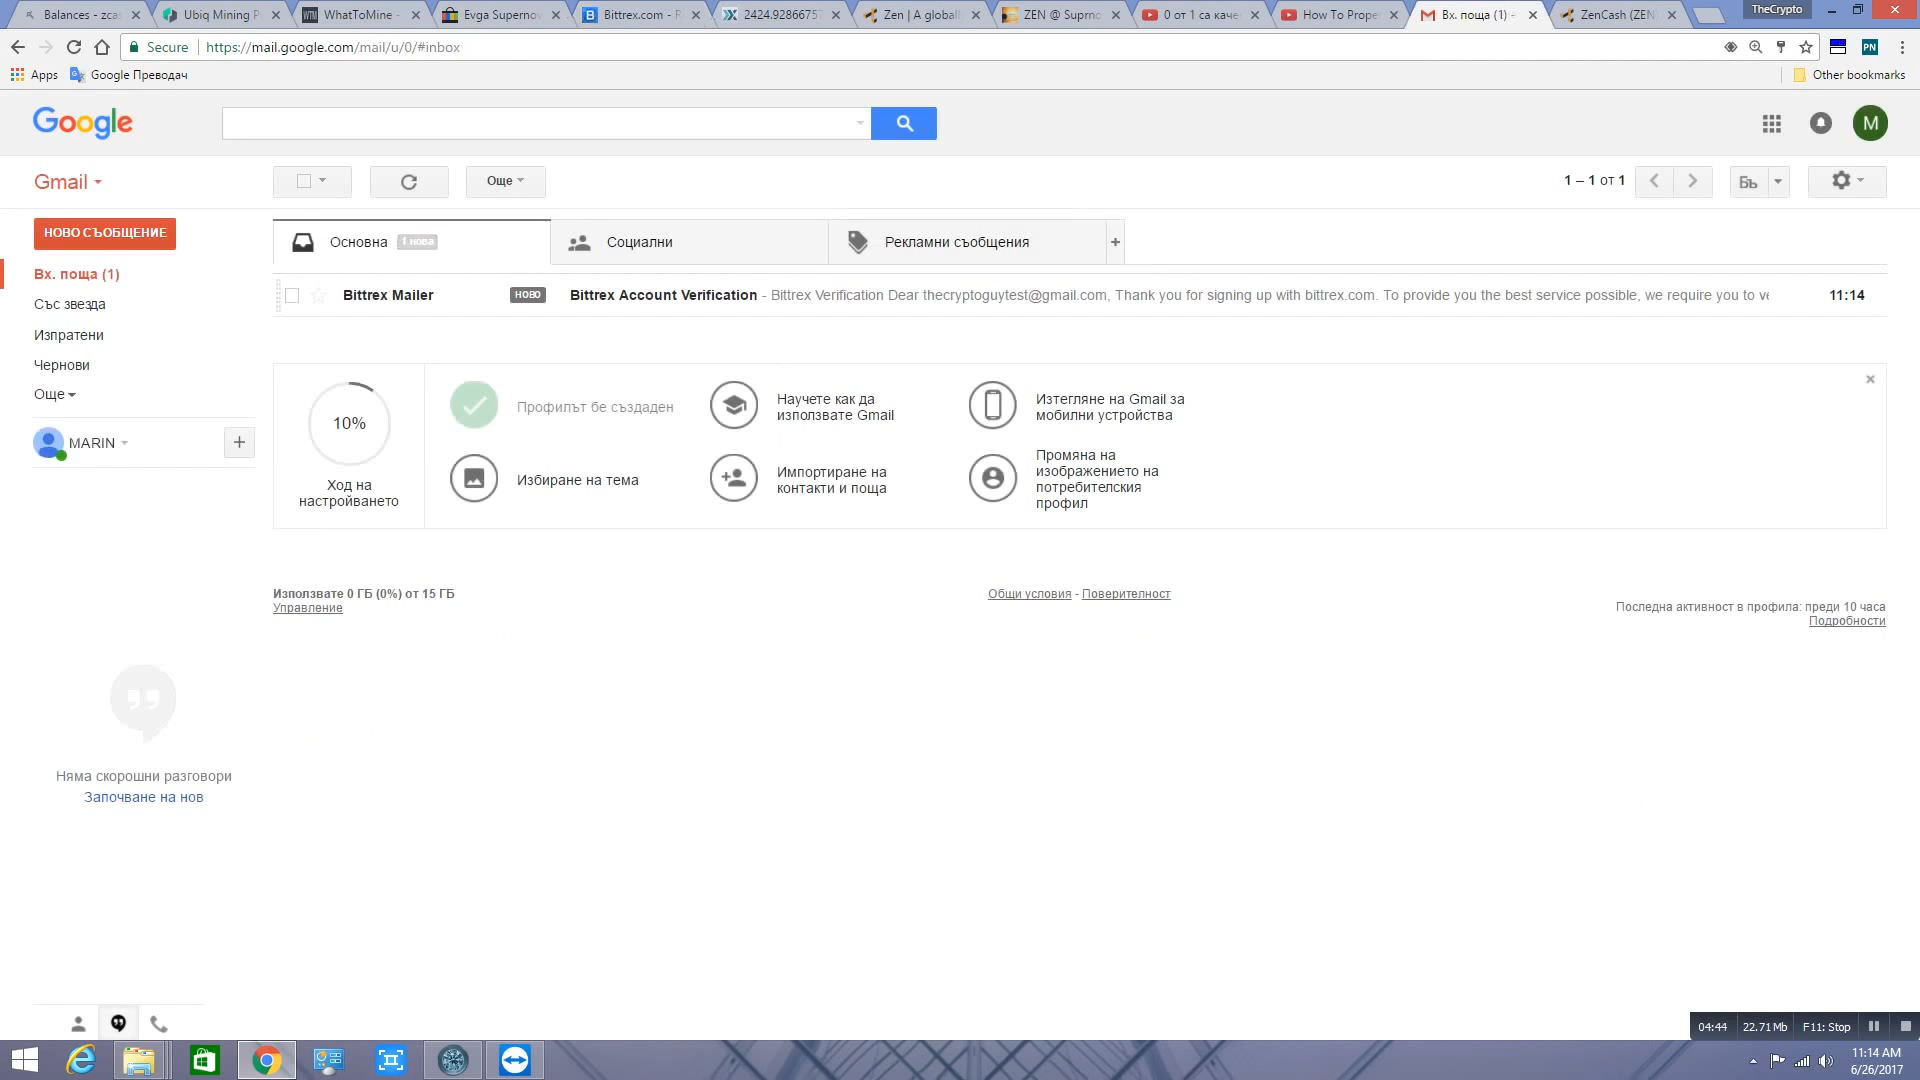 Balances - zcas
Ubiq Mining P
WhatToMine -
Evga Supernov
Bittrex.com - R
2424.92866757
Zen | A globall
ZEN @ Suprno
0 от 1 са каче
How To Prope
Вх. поща (1) -
ZenCash (ZEN)
TheCrypto
Secure
https://mail.google.com/mail/u/0/#inbox
PN
Apps
Google Преводач
Other bookmarks
Google
M
Gmail
Още
1 – 1 от 1
Бъ
НОВО СЪОБЩЕНИЕ
Основна
1 нова
Социални
Рекламни съобщения
+
Вх. поща (1)
Bittrex Mailer
НОВО
Bittrex Account Verification - Bittrex Verification Dear thecryptoguytest@gmail.com, Thank you for signing up with bittrex.com. To provide you the best service possible, we require you to ve
11:14
Със звезда
Изпратени
Чернови
Още
MARIN
+
10%
Ход на
настройването
Профилът бе създаден
Научете как да
използвате Gmail
Изтегляне на Gmail за
мобилни устройства
Избиране на тема
Импортиране на
контакти и поща
Промяна на
изображението на
потребителския
профил
Използвате 0 ГБ (0%) от 15 ГБ
Управление
Общи условия - Поверителност
Последна активност в профила: преди 10 часа
Подробности
Няма скорошни разговори
Започване на нов
04:44
22.71Mb
F11: Stop
11:14 AM
6/26/2017